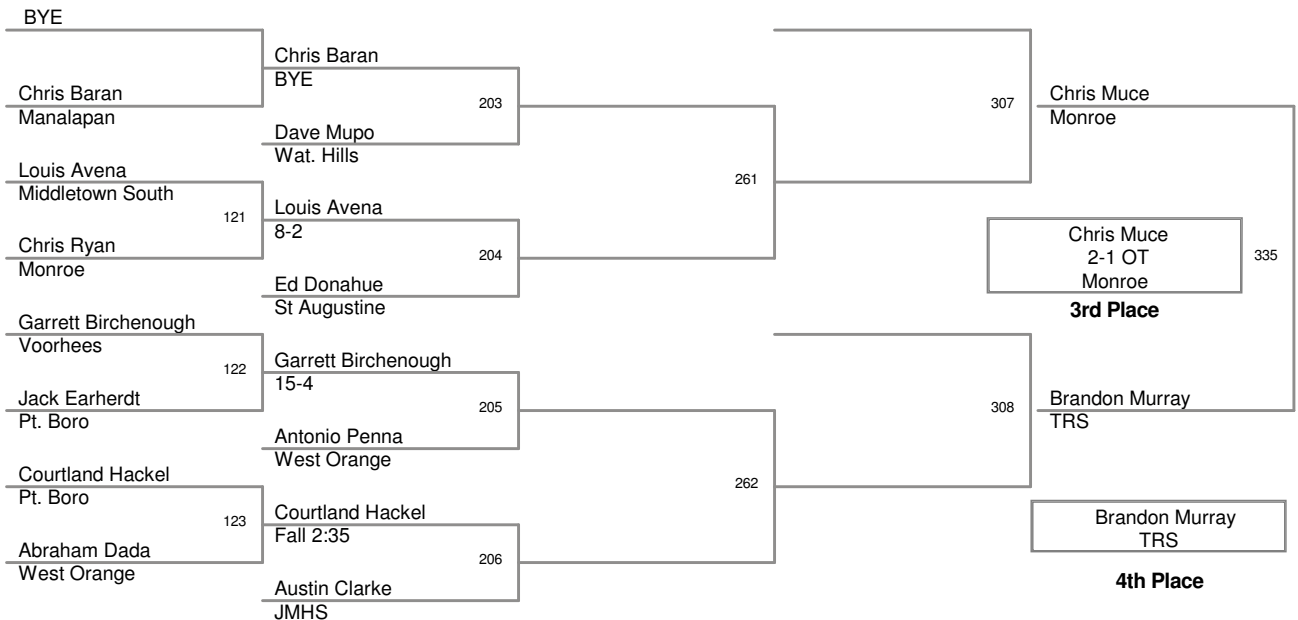 BYE
Chris Baran
Manalapan
Louis Avena
Middletown South
121
Chris Ryan
Monroe
Garrett Birchenough
Voorhees
122
Jack Earherdt
Pt. Boro
Courtland Hackel
Pt. Boro
123
Abraham Dada
West Orange
Chris Baran
BYE
203
Dave Mupo
Wat. Hills
Louis Avena
8-2
204
Ed Donahue
St Augustine
Garrett Birchenough
15-4
205
Antonio Penna
West Orange
Courtland Hackel
Fall 2:35
206
Austin Clarke
JMHS
261
262
307
308
Chris Muce
Monroe
Chris Muce
2-1 OT
Monroe
335
3rd Place
Brandon Murray
TRS
Brandon Murray
TRS
4th Place